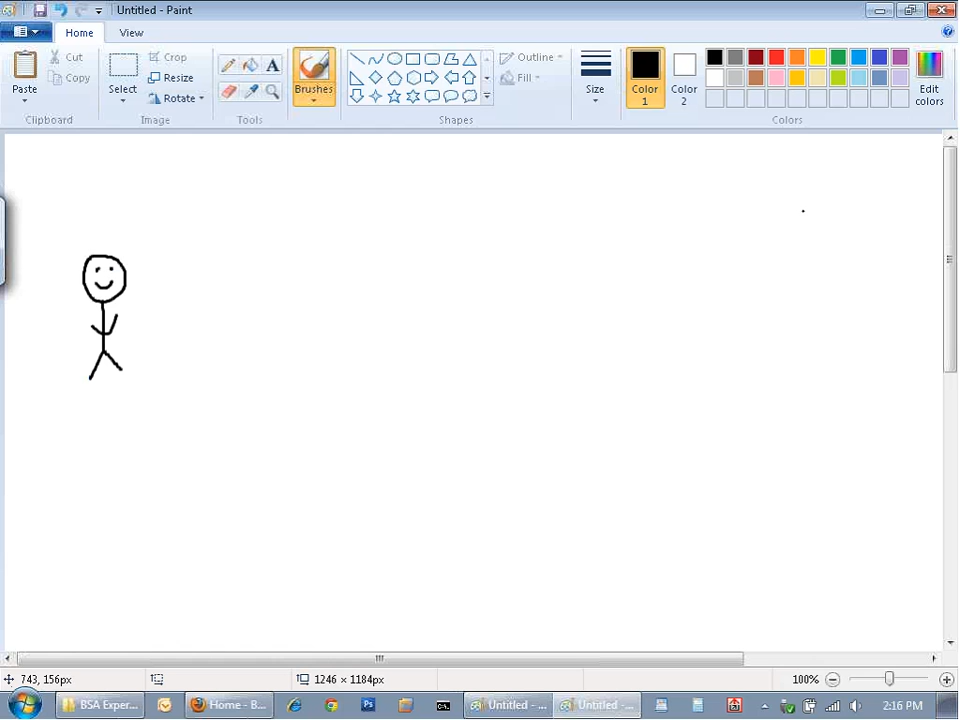 Untitled - Paint
Home View
Paste Cut Copy Clipboard
Select Crop Resize Rotate Image
A Tools
Brushes
Shapes
Outline Fill
Size
Color 1 Color 2 Edit colors Colors
743, 156px 1246 × 1184px 100%
BSA Exper... Home - B... Ps Untitled - ... Untitled - ... 2:16 PM